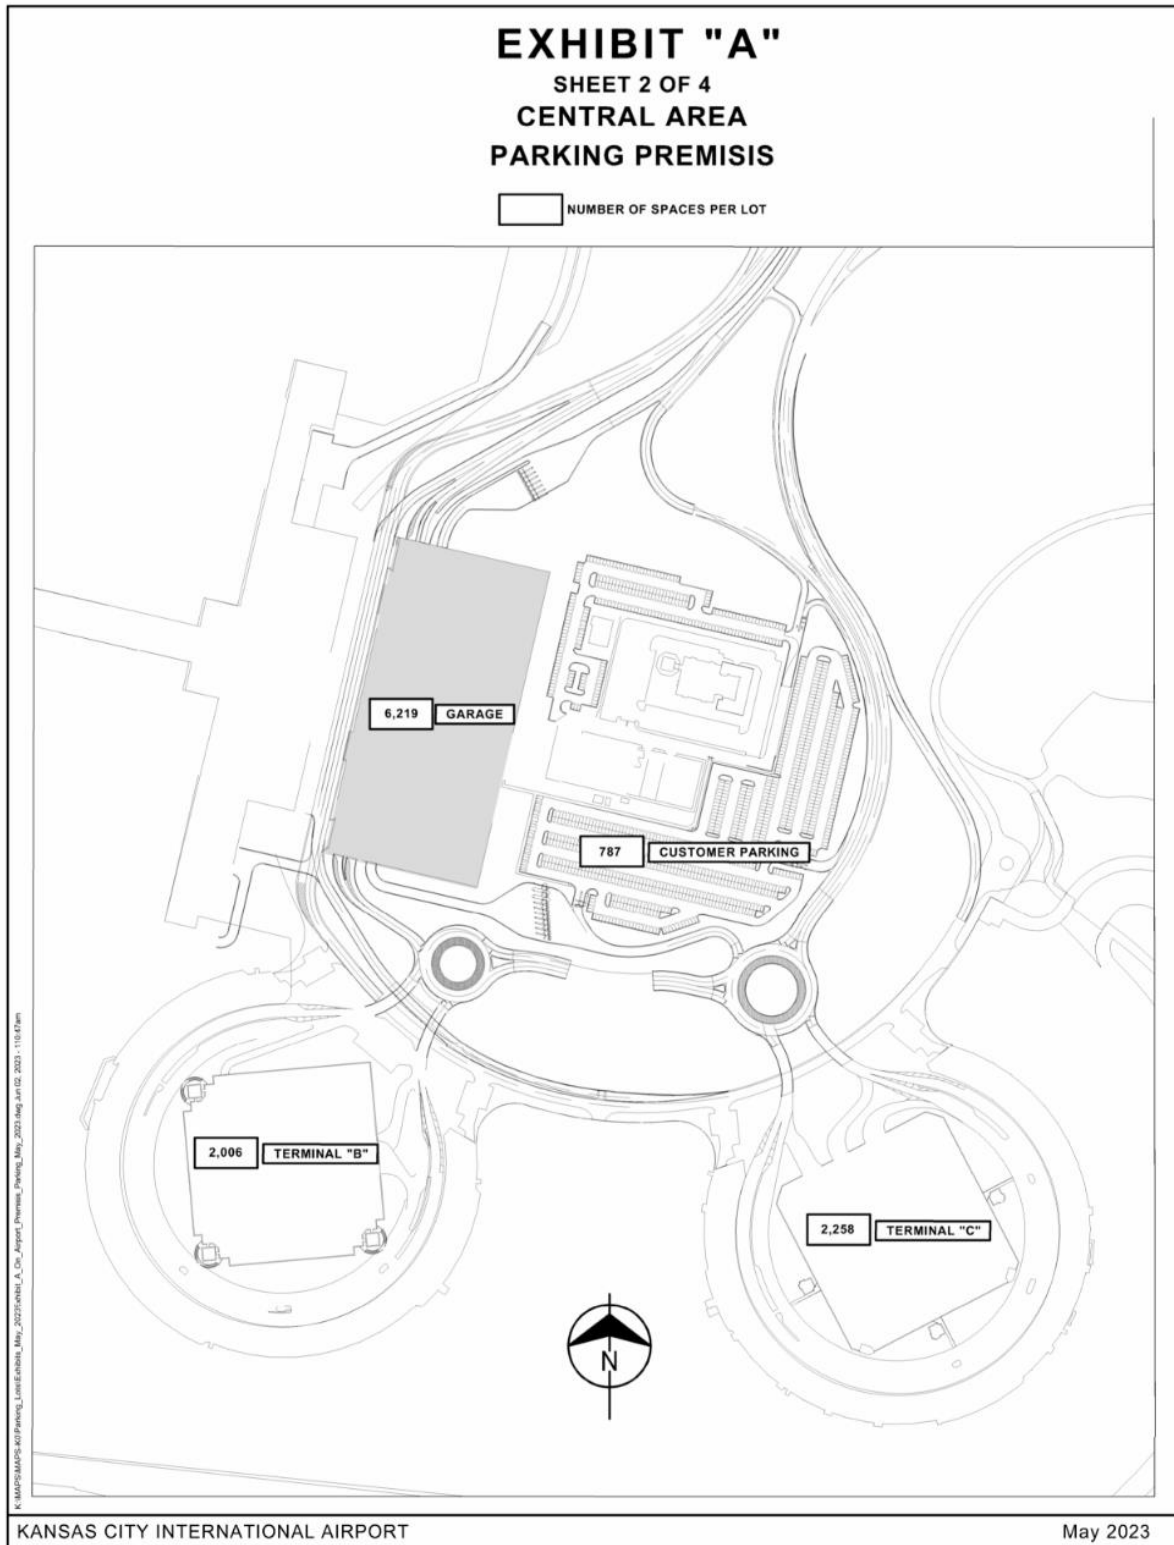 EXHIBIT "A"
SHEET 2 OF 4
CENTRAL AREA
PARKING PREMISIS
NUMBER OF SPACES PER LOT
6,219 GARAGE
787 CUSTOMER PARKING
2,006 TERMINAL "B"
2,258 TERMINAL "C"
N
KANSAS CITY INTERNATIONAL AIRPORT
May 2023